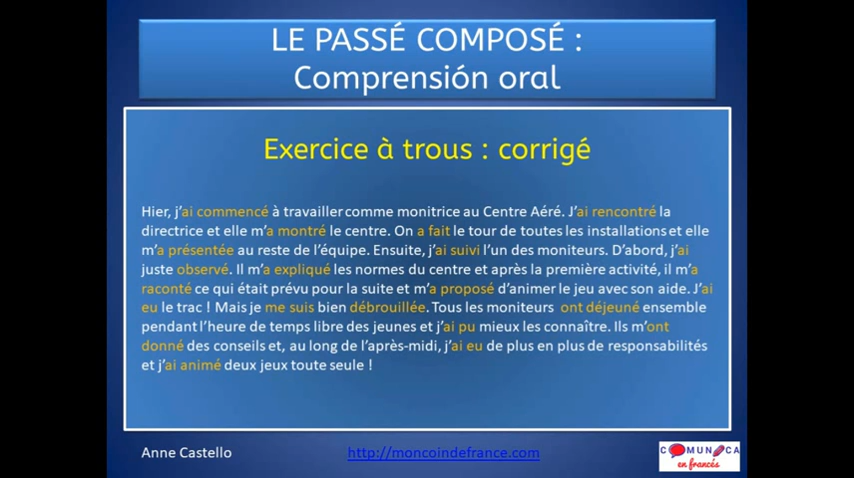 LE PASSÉ COMPOSÉ :
Comprensión oral
Exercice à trous : corrigé
Hier, j'ai commencé à travailler comme monitrice au Centre Aéré. J'ai rencontré la
directrice et elle m'a montré le centre. On a fait le tour de toutes les installations et elle
m'a présentée au reste de l'équipe. Ensuite, j'ai suivi l'un des moniteurs. D'abord, j'ai
juste observé. Il m'a expliqué les normes du centre et après la première activité, il m'a
raconté ce qui était prévu pour la suite et m'a proposé d'animer le jeu avec son aide. J'ai
eu le trac ! Mais je me suis bien débrouillée. Tous les moniteurs ont déjeuné ensemble
pendant l'heure de temps libre des jeunes et j'ai pu mieux les connaître. Ils m'ont
donné des conseils et, au long de l'après-midi, j'ai eu de plus en plus de responsabilités
et j'ai animé deux jeux toute seule !
Anne Castello
http://moncoindefrance.com
COMUNICA
en francés